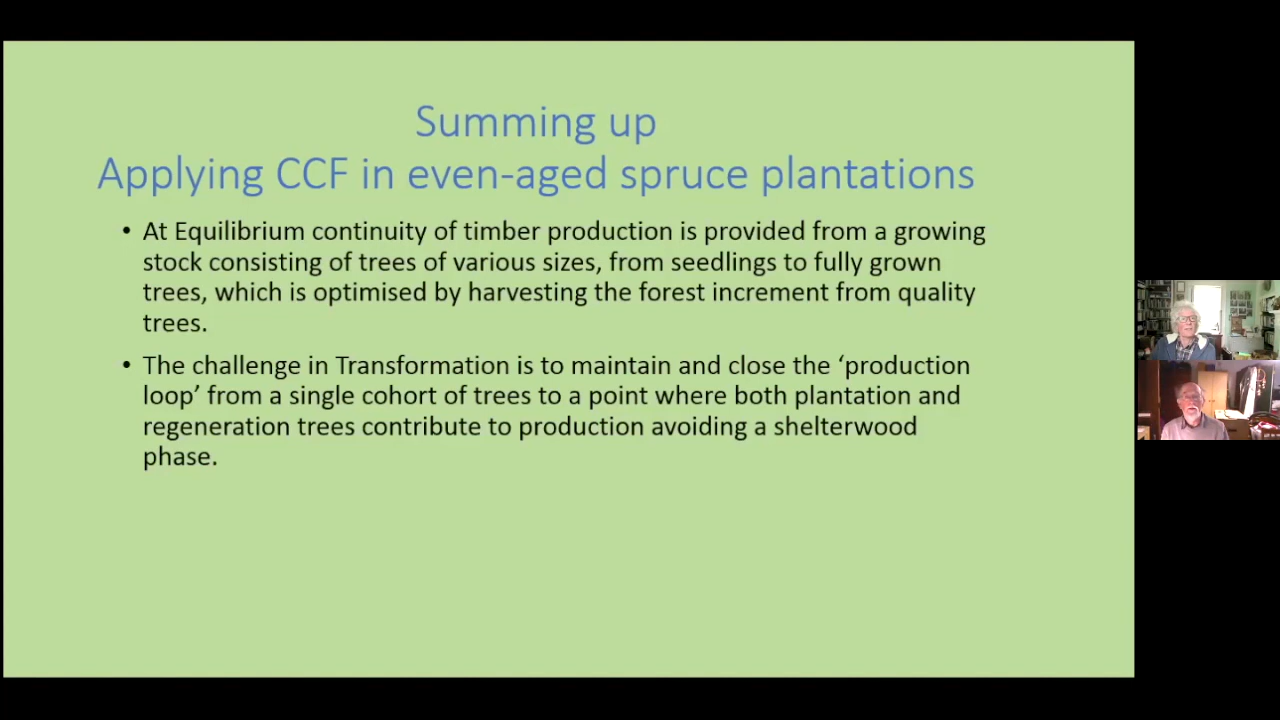 Summing up
Applying CCF in even-aged spruce plantations
• At Equilibrium continuity of timber production is provided from a growing
stock consisting of trees of various sizes, from seedlings to fully grown
trees, which is optimised by harvesting the forest increment from quality
trees.
• The challenge in Transformation is to maintain and close the ‘production
loop’ from a single cohort of trees to a point where both plantation and
regeneration trees contribute to production avoiding a shelterwood
phase.